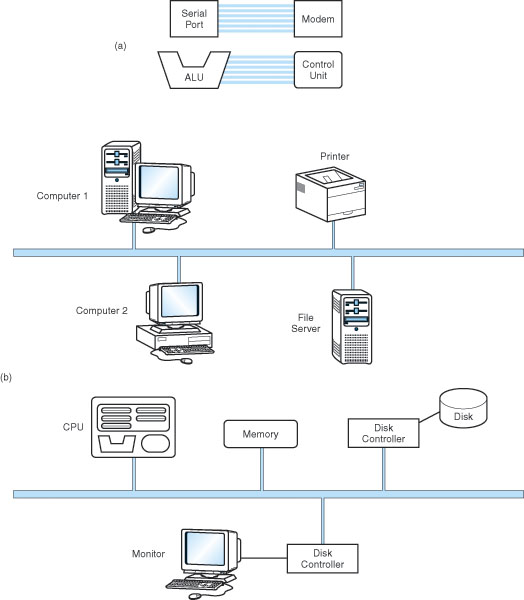 Serial
Port
Modem
(a)
ALU
Control
Unit
Printer
Computer 1
Computer 2
File
Server
(b)
CPU
Memory
Disk
Controller
Disk
Monitor
Disk
Controller